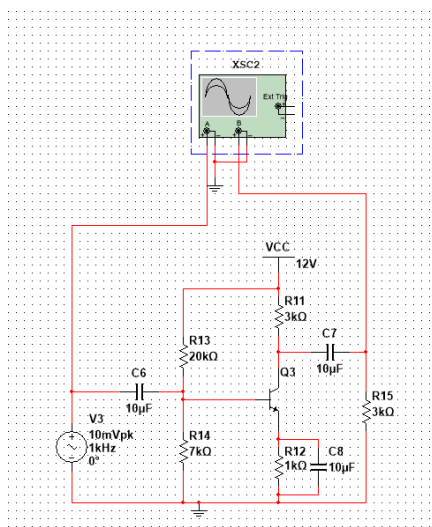 XSC2
Ext Trig
+
–
A
B
+
–
+
–
VCC
12V
R11
3kΩ
C7
10µF
R13
20kΩ
Q3
C6
10µF
R15
3kΩ
V3
10mVpk
1kHz
0°
R14
7kΩ
R12
1kΩ
C8
10µF